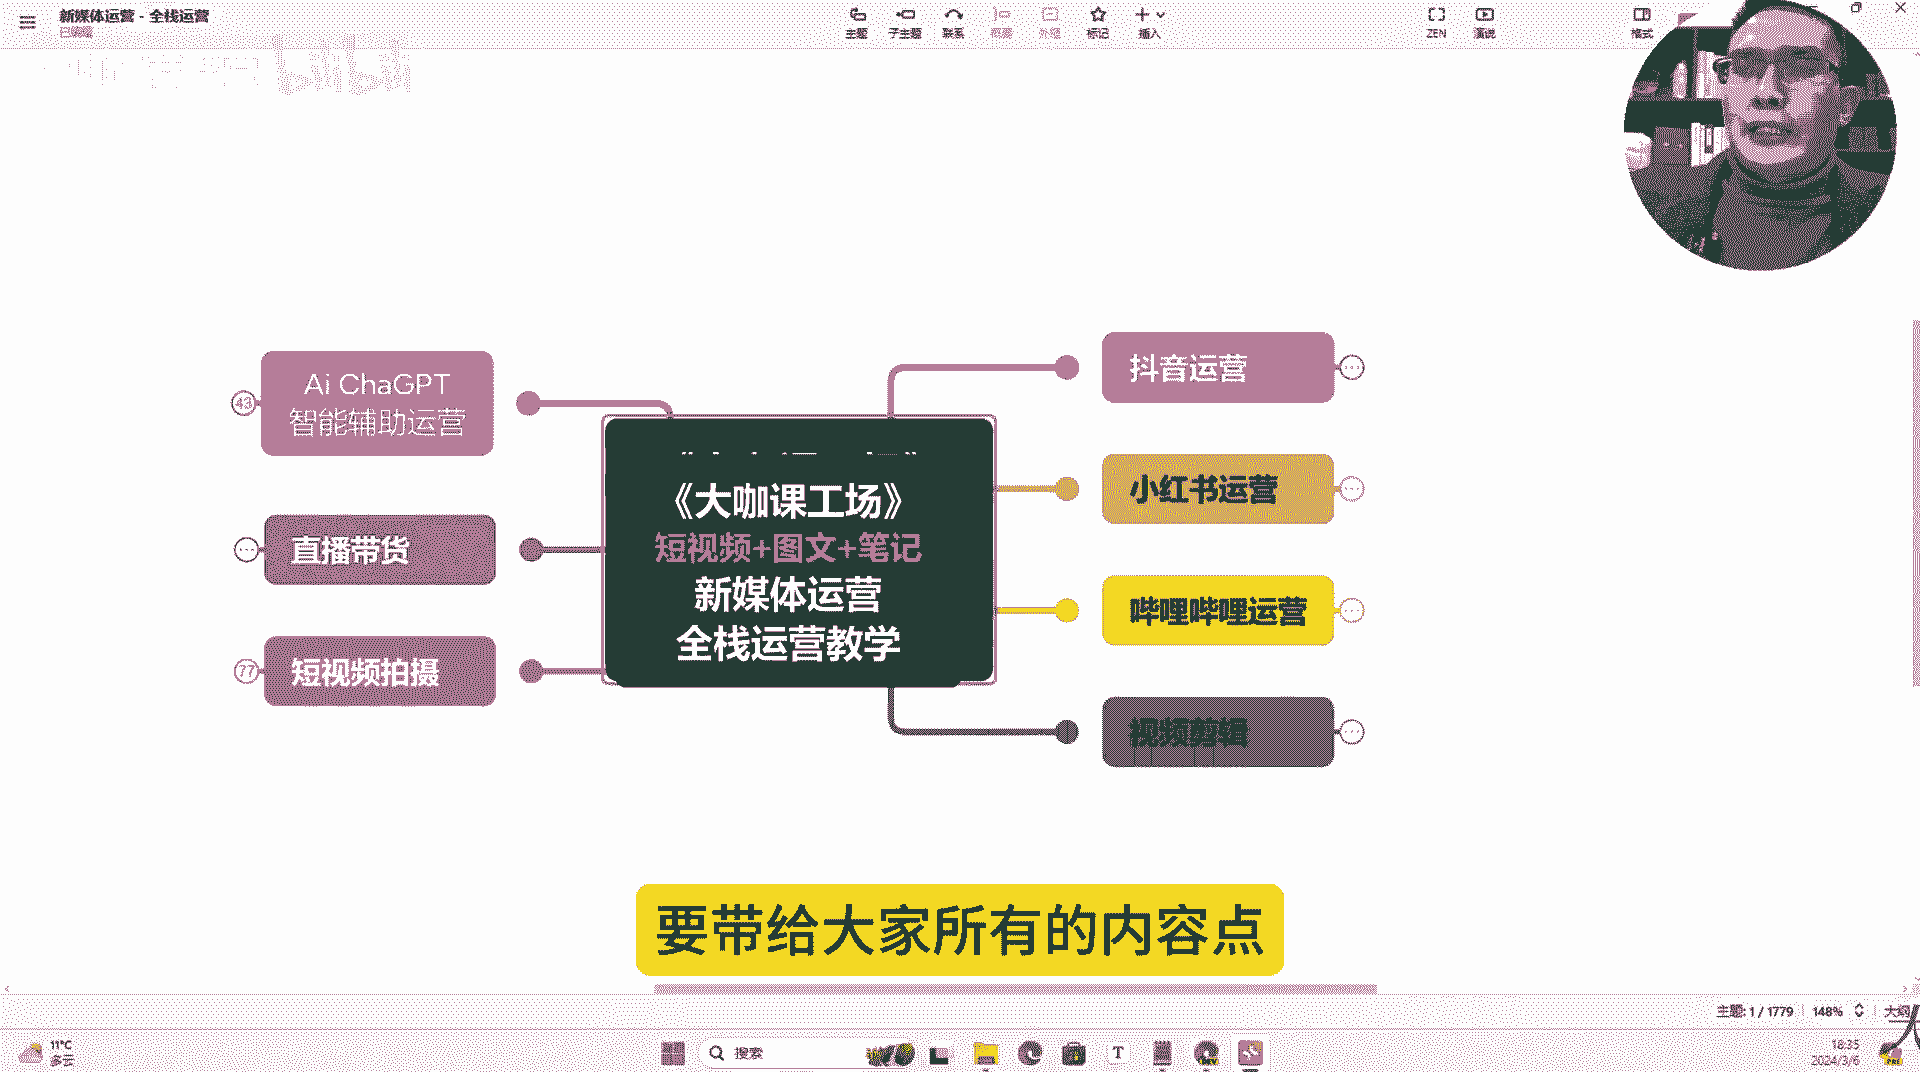 新媒体运营 - 全栈运营
已编辑
主题
子主题
联系
概要
外框
标记
插入
ZEN
演说
格式
Ai ChaGPT
智能辅助运营
43
直播带货
短视频拍摄
77
《大咖课工场》
短视频+图文+笔记
新媒体运营
全栈运营教学
抖音运营
小红书运营
哔哩哔哩运营
视频剪辑
要带给大家所有的内容点
主题: 1 / 1779
148%
大纲
11°C
多云
搜索
18:35
2024/3/6